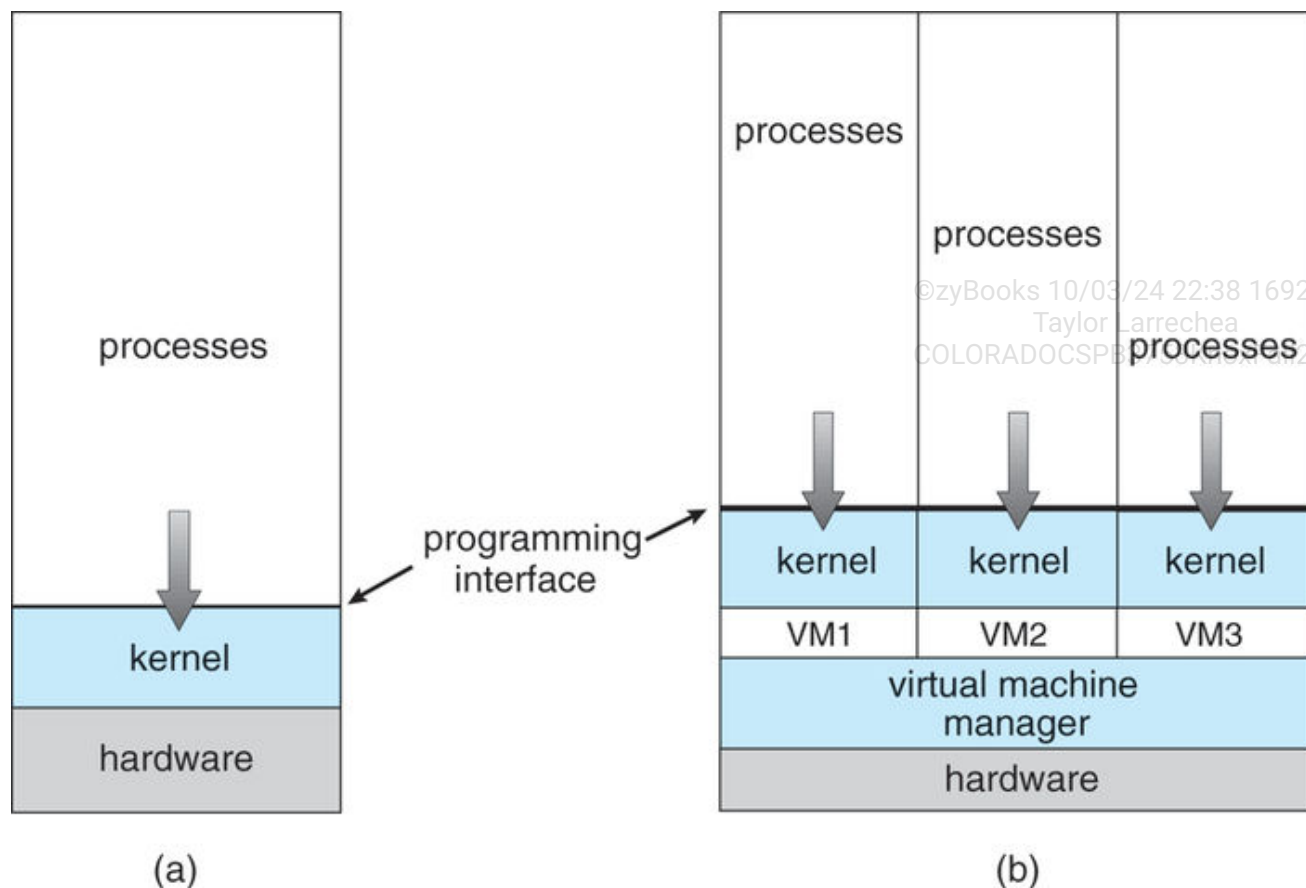 processes
kernel
hardware
(a)
programming
interface
processes
processes
processes
kernel
kernel
kernel
VM1
VM2
VM3
virtual machine
manager
hardware
(b)
©zyBooks 10/03/24 22:38 1692
Taylor Larrechea